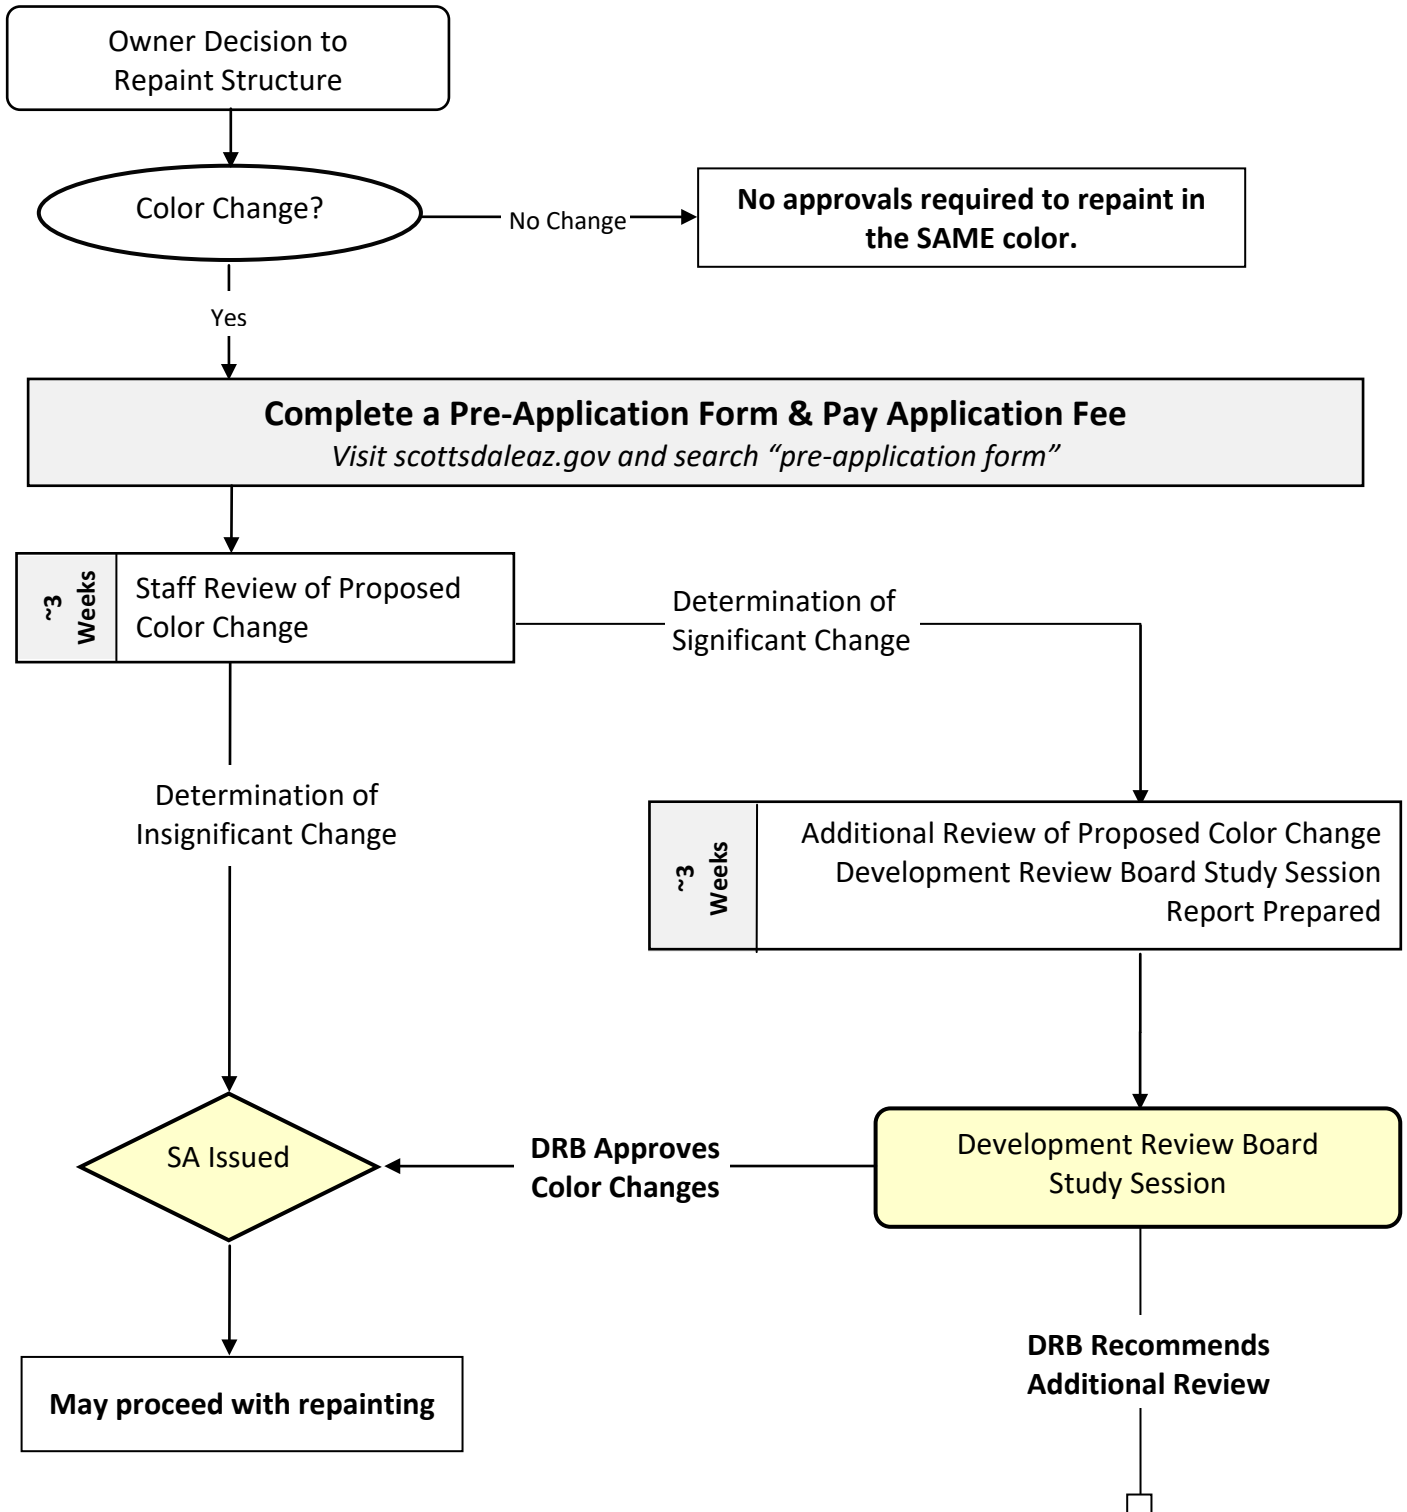 Owner Decision to
Repaint Structure
Color Change?
No Change
No approvals required to repaint in
the SAME color.
Yes
Complete a Pre-Application Form & Pay Application Fee
Visit scottsdaleaz.gov and search “pre-application form”
~3
Weeks
Staff Review of Proposed
Color Change
Determination of
Significant Change
Determination of
Insignificant Change
~3
Weeks
Additional Review of Proposed Color Change
Development Review Board Study Session
Report Prepared
SA Issued
DRB Approves
Color Changes
Development Review Board
Study Session
DRB Recommends
Additional Review
May proceed with repainting